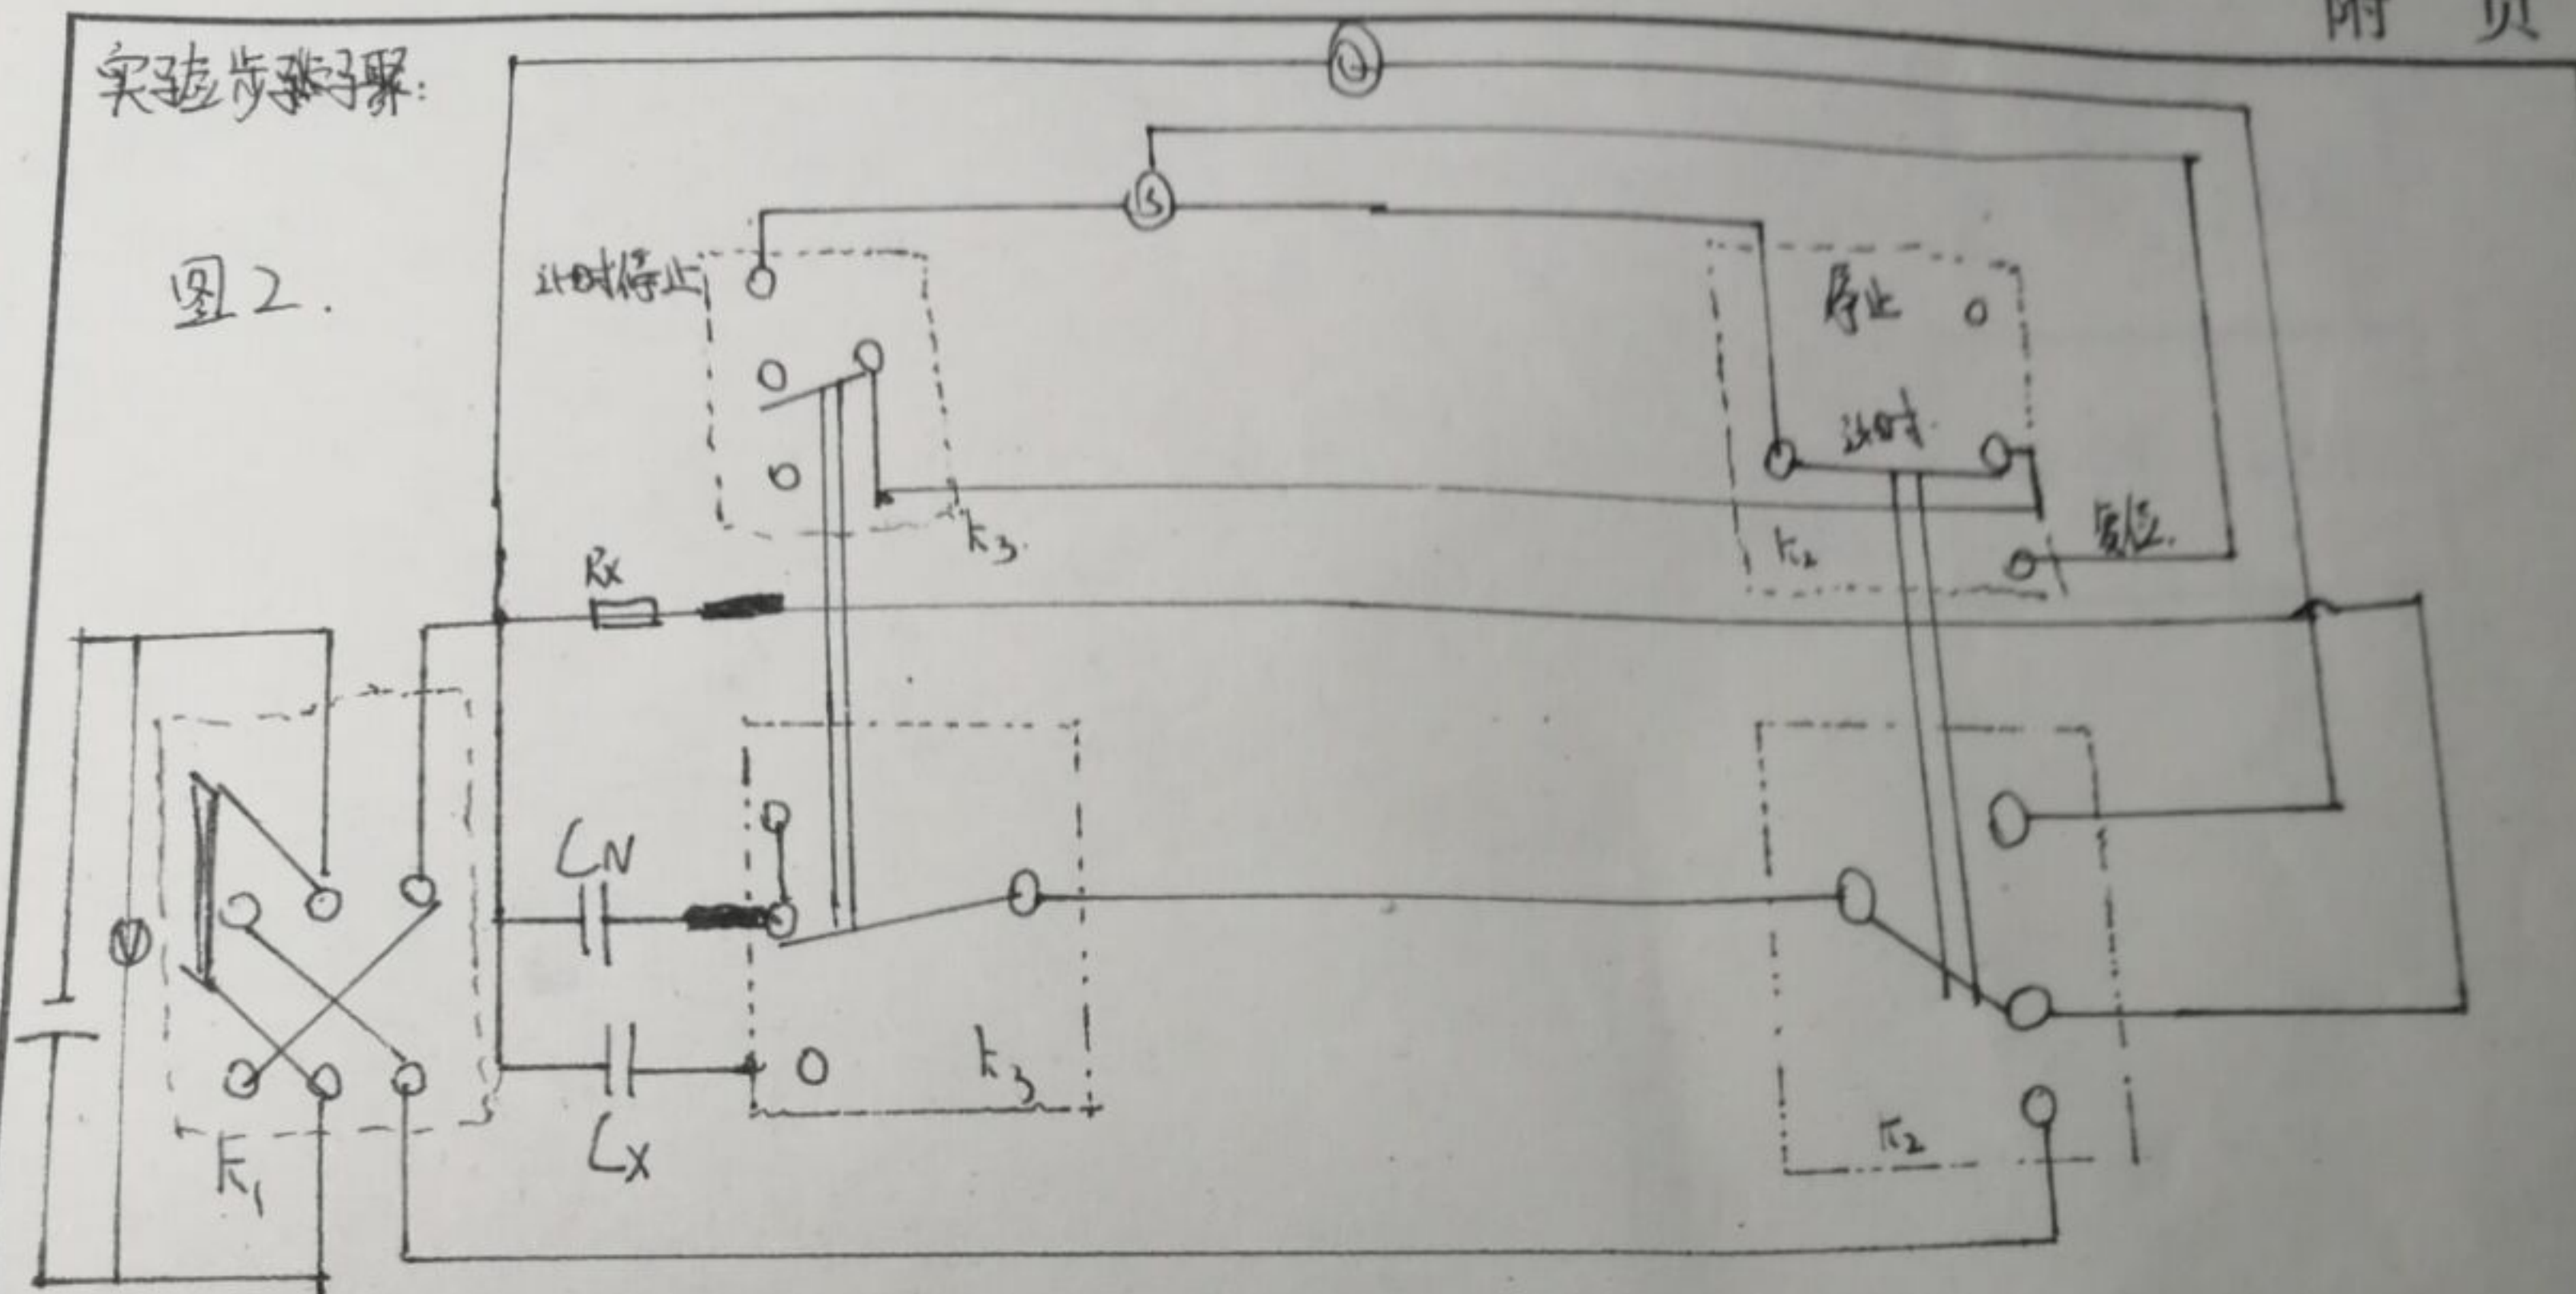 附 页
实验步骤:
图2.
计时停止
停止
计时.
复位.
K3.
K2
Rx
V
CN
K3
K1
Cx
K2